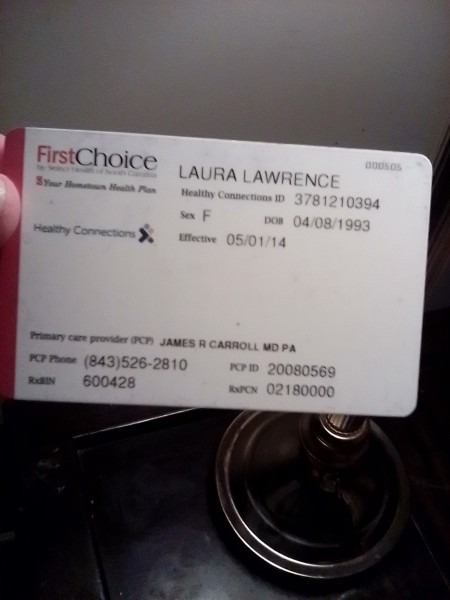 000505
FirstChoice
by Select Health of South Carolina
Your Hometown Health Plan
Healthy Connections
LAURA LAWRENCE
Healthy Connections ID 3781210394
Sex F DOB 04/08/1993
Effective 05/01/14
Primary care provider (PCP) JAMES R CARROLL MD PA
PCP Phone (843)526-2810 PCP ID 20080569
RxBIN 600428 RxPCN 02180000